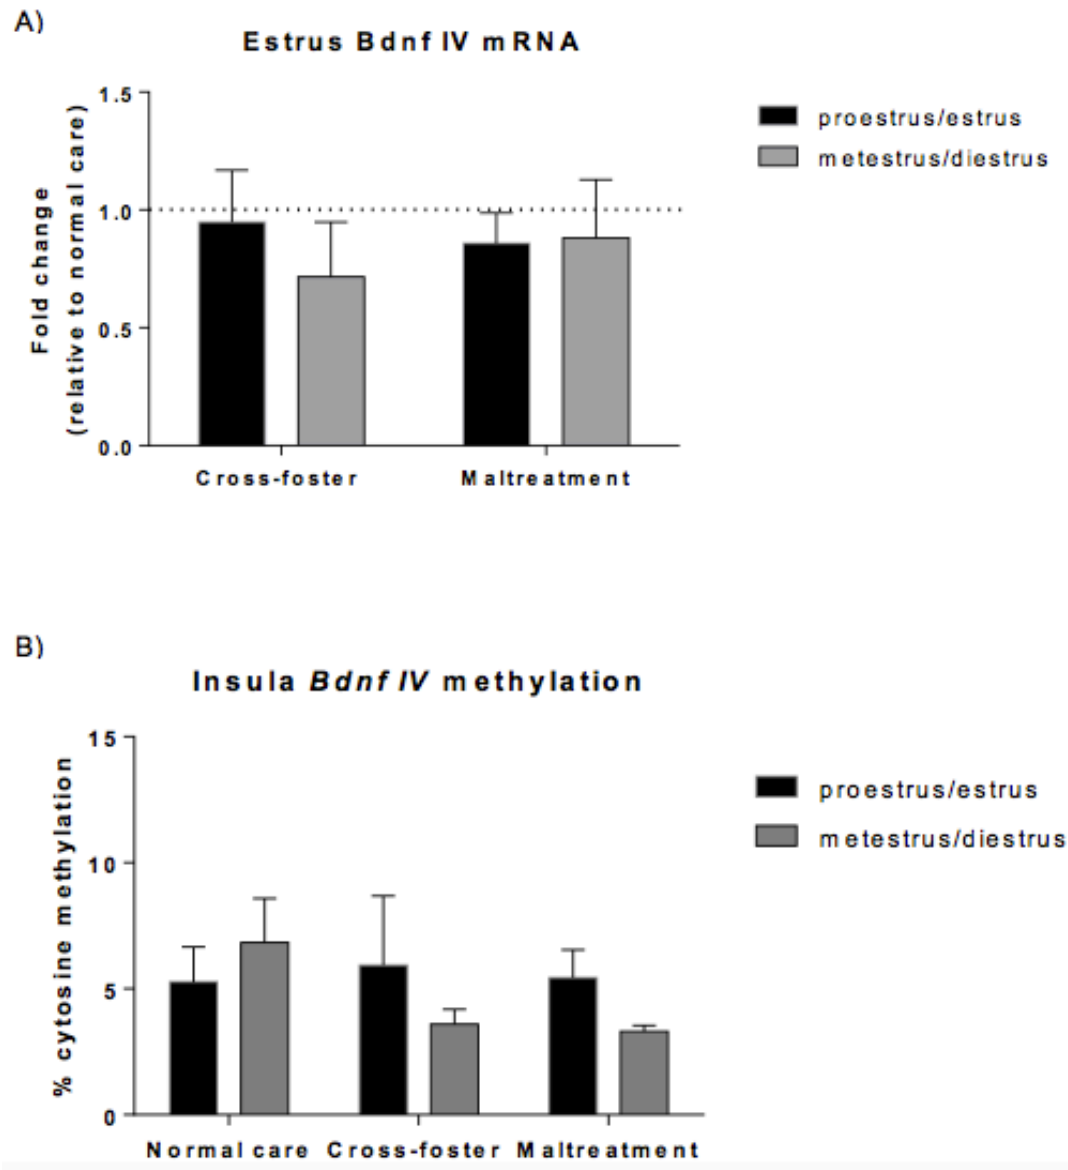 A)
Estrus Bdnf IV mRNA
1.5
1.0
0.5
0.0
Fold change
(relative to normal care)
Cross-foster
Maltreatment
proestrus/estrus
metestrus/diestrus
B)
Insula Bdnf IV methylation
15
10
5
0
% cytosine methylation
Normal care
Cross-foster
Maltreatment
proestrus/estrus
metestrus/diestrus